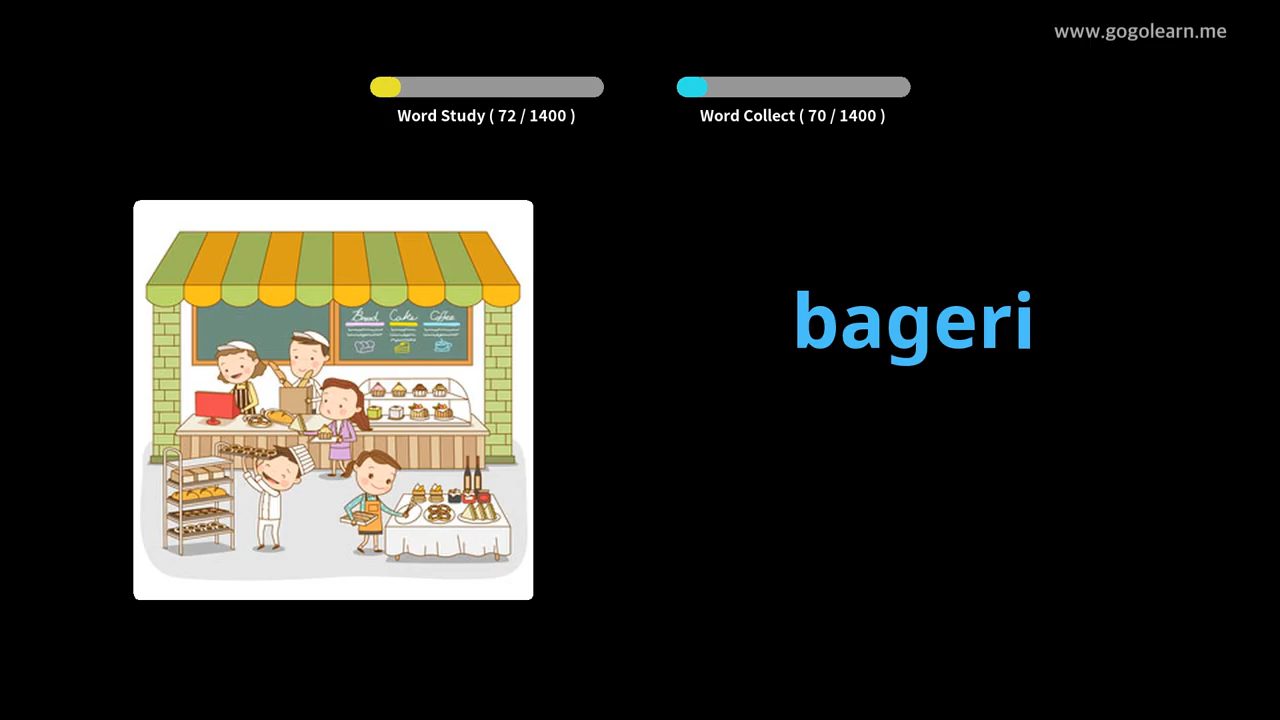 www.gogolearn.me
Word Study ( 72 / 1400 )
Word Collect ( 70 / 1400 )
Bread Cake Coffee
bageri